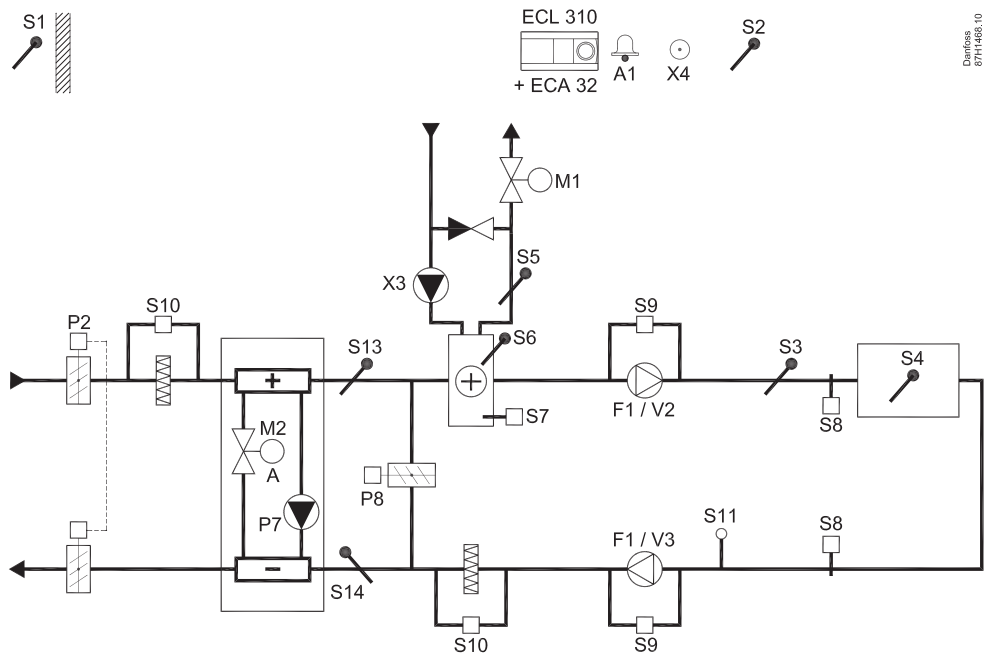 S1
ECL 310
+ ECA 32
A1
X4
S2
Danfoss
87H1468.10
M1
X3
S5
S6
S7
P2
S10
S13
S9
F1 / V2
S3
S8
S4
M2
A
P7
P8
S14
S10
F1 / V3
S9
S11
S8